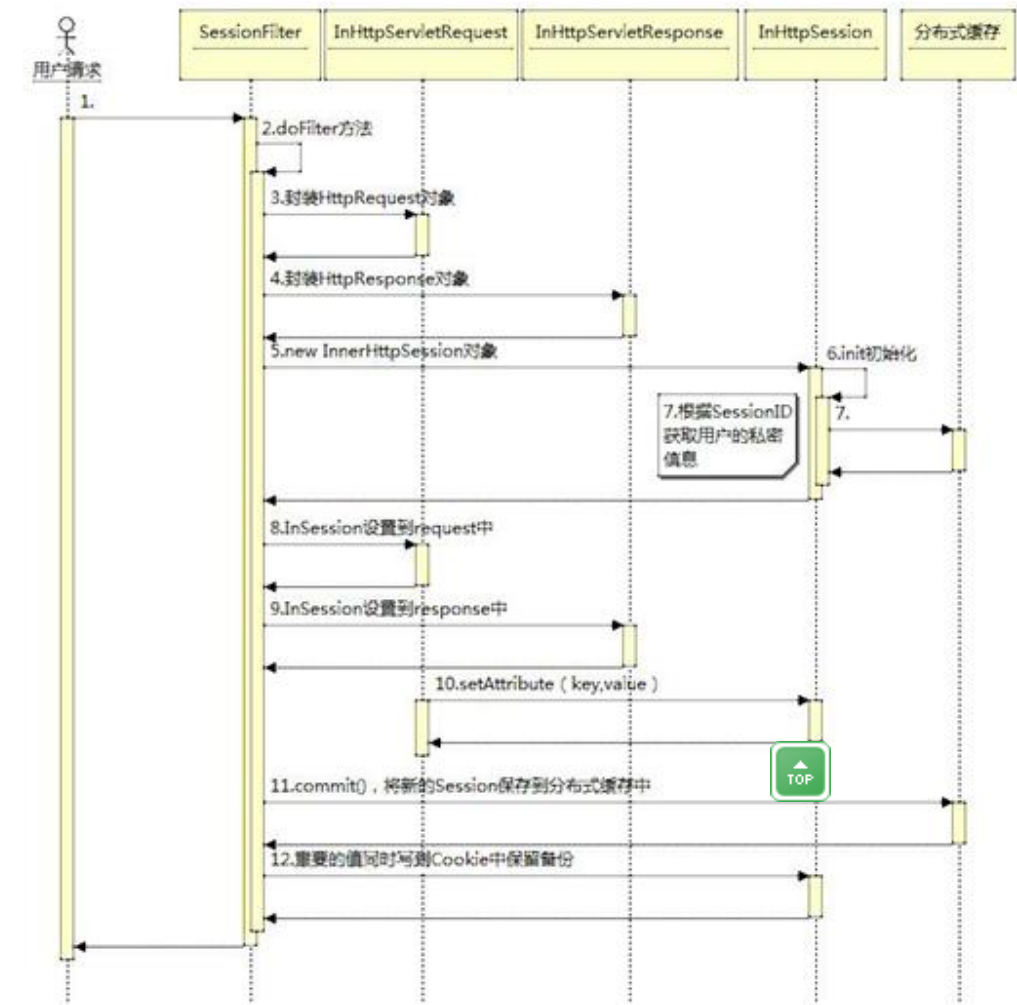 SessionFilter
InHttpServletRequest
InHttpServletResponse
InHttpSession
分布式缓存
用户请求
1.
2.doFilter方法
3.封装HttpRequest对象
4.封装HttpResponse对象
5.new InnerHttpSession对象
6.init初始化
7.根据SessionID
获取用户的私密
信息
7.
8.InSession设置到request中
9.InSession设置到response中
10.setAttribute（key,value）
TOP
11.commit()，将新的Session保存到分布式缓存中
12.重要的值同时写到Cookie中保留备份